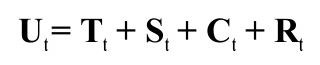 Uₜ= Tₜ + Sₜ + Cₜ + Rₜ